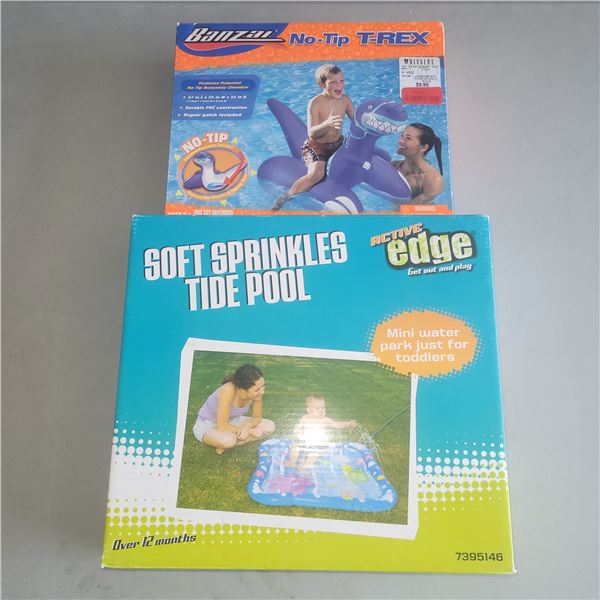 Banzai No-Tip T-REX
WINNERS
$9.99
Features Patented
No-Tip Buoyancy Chamber
Durable PVC construction
Repair patch included
NO-TIP
WARNING
SOFT SPRINKLES
TIDE POOL
ACTIVE
edge
Get out and play
Mini water
park just for
toddlers
Over 12 months
7395146